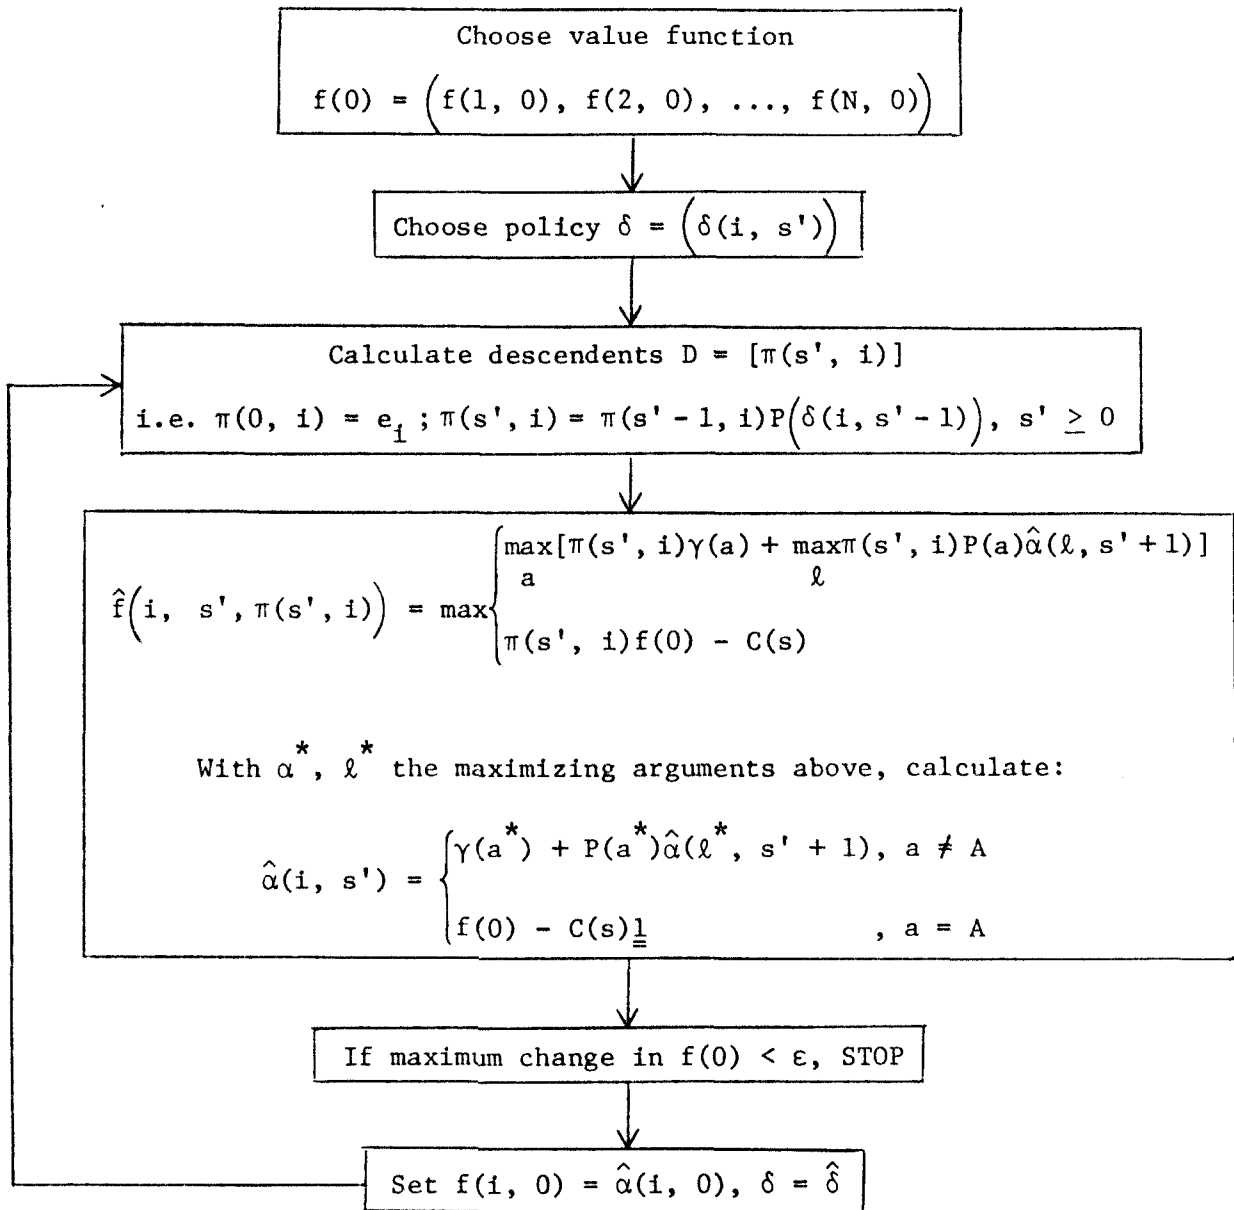 Choose value function
f(0) = (f(1, 0), f(2, 0), ..., f(N, 0))
Choose policy δ = (δ(i, s'))
Calculate descendents D = [π(s', i)]
i.e. π(0, i) = e_i ; π(s', i) = π(s' - 1, i)P(δ(i, s' - 1)), s' ≥ 0
max[π(s', i)γ(a) + maxπ(s', i)P(a)α̂(ℓ, s' + 1)]
a ℓ
f̂(i, s', π(s', i)) = max{
π(s', i)f(0) - C(s)
With α*, ℓ* the maximizing arguments above, calculate:
γ(a*) + P(a*)α̂(ℓ*, s' + 1), a ≠ A
α̂(i, s') = {
f(0) - C(s)1 , a = A
If maximum change in f(0) < ε, STOP
Set f(i, 0) = α̂(i, 0), δ = δ̂